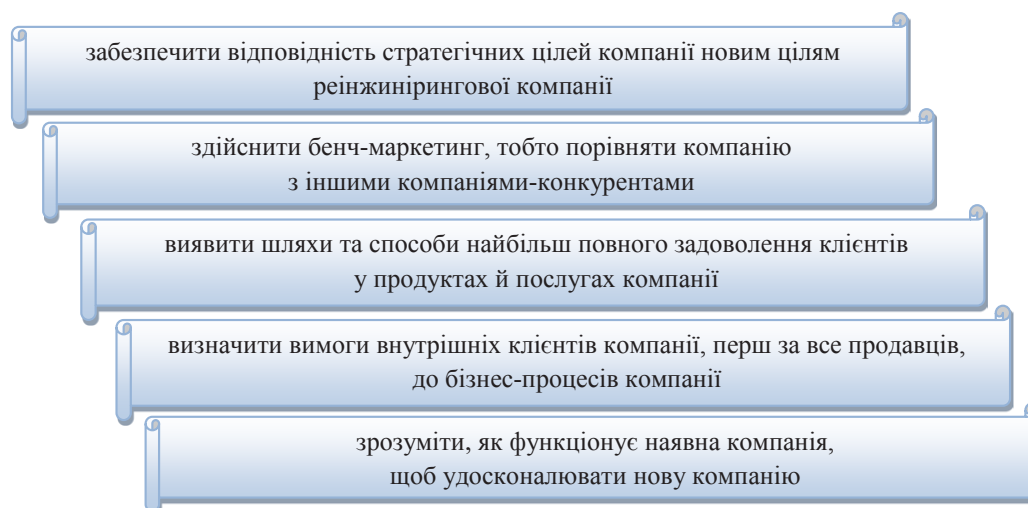 забезпечити відповідність стратегічних цілей компанії новим цілям
реінжинірингової компанії
здійснити бенч-маркетинг, тобто порівняти компанію
з іншими компаніями-конкурентами
виявити шляхи та способи найбільш повного задоволення клієнтів
у продуктах й послугах компанії
визначити вимоги внутрішніх клієнтів компанії, перш за все продавців,
до бізнес-процесів компанії
зрозуміти, як функціонує наявна компанія,
щоб удосконалювати нову компанію